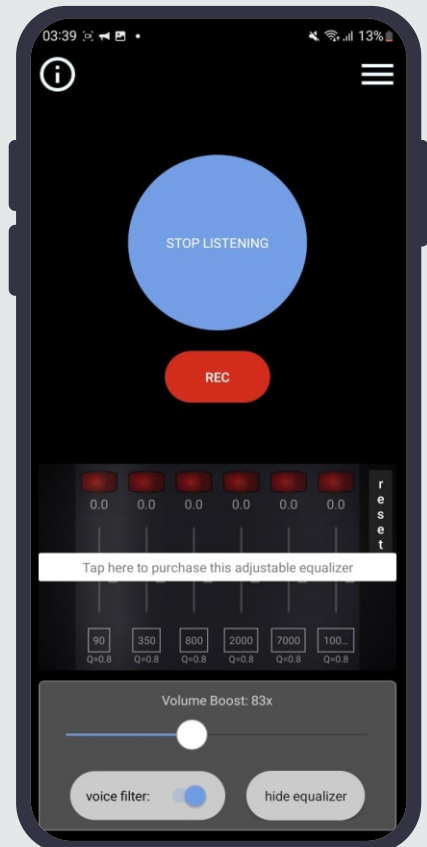 03:39
13%
i
STOP LISTENING
REC
0.0 0.0 0.0 0.0 0.0 0.0
reset
Tap here to purchase this adjustable equalizer
90 350 800 2000 7000 100...
Q=0.8 Q=0.8 Q=0.8 Q=0.8 Q=0.8 Q=0.8
Volume Boost: 83x
voice filter:
hide equalizer